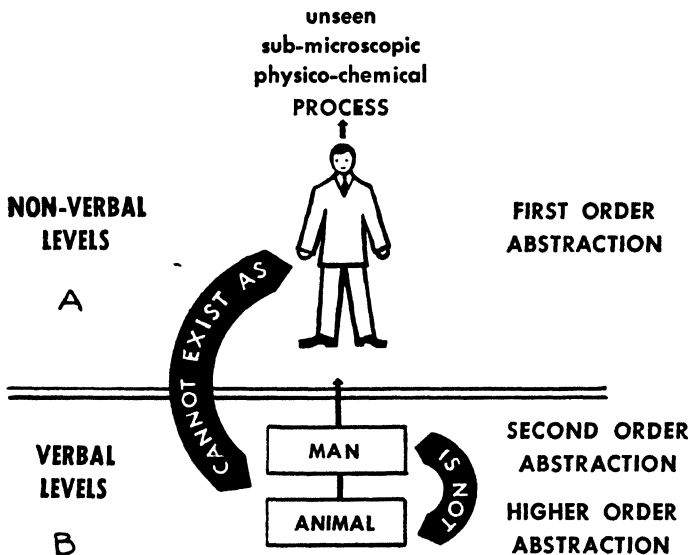 unseen
sub-microscopic
physico-chemical
PROCESS
NON-VERBAL
LEVELS
A
FIRST ORDER
ABSTRACTION
CANNOT EXIST AS
VERBAL
LEVELS
B
MAN
ANIMAL
IS NOT
SECOND ORDER
ABSTRACTION
HIGHER ORDER
ABSTRACTION